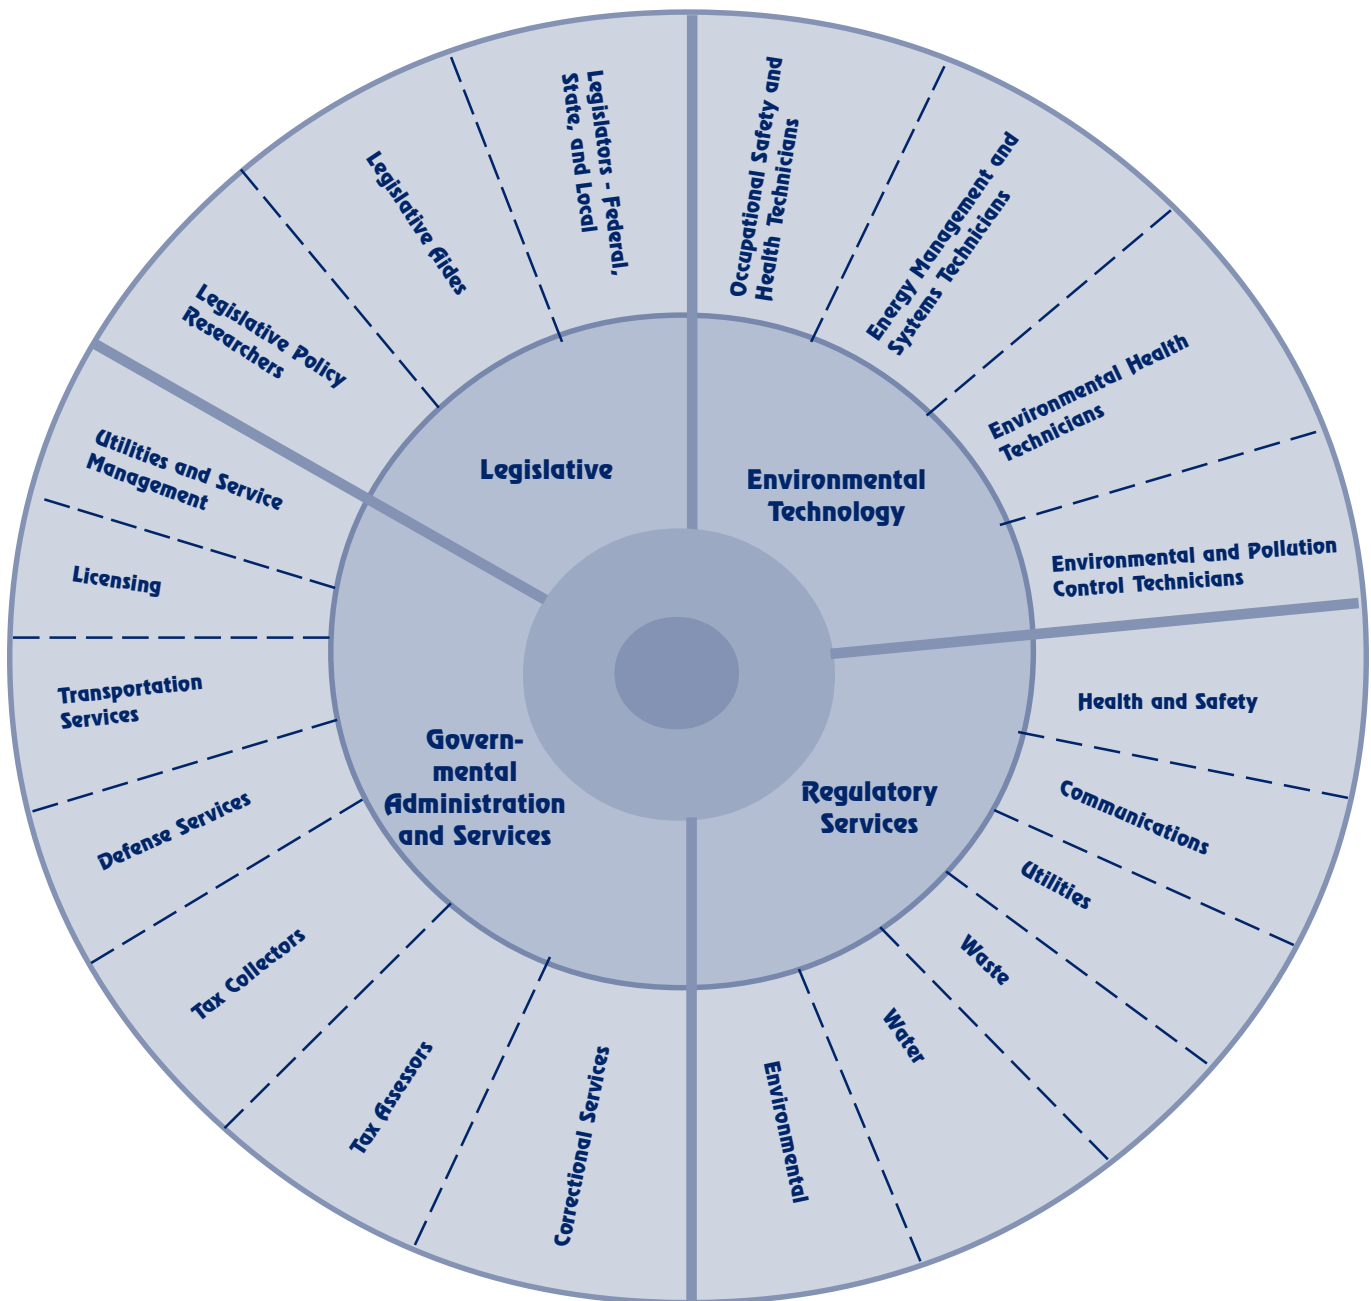 Legislators - Federal,
State, and Local
Occupational Safety and
Health Technicians
Energy Management and
Systems Technicians
Environmental Health
Technicians
Environmental and Pollution
Control Technicians
Health and Safety
Communications
Utilities
Waste
Water
Environmental
Correctional Services
Tax Assessors
Tax Collectors
Defense Services
Transportation
Services
Licensing
Utilities and Service
Management
Legislative Policy
Researchers
Legislative Aides
Legislative
Environmental
Technology
Regulatory
Services
Govern-
mental
Administration
and Services